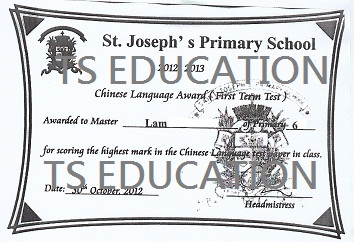 St. Joseph' s Primary School
2012-2013
TS EDUCATION
Chinese Language Award ( First Term Test )
Awarded to Master Lam of Primary 6
for scoring the highest mark in the Chinese Language test paper in class.
TS EDUCATION
Date: 30th October, 2012
Headmistress